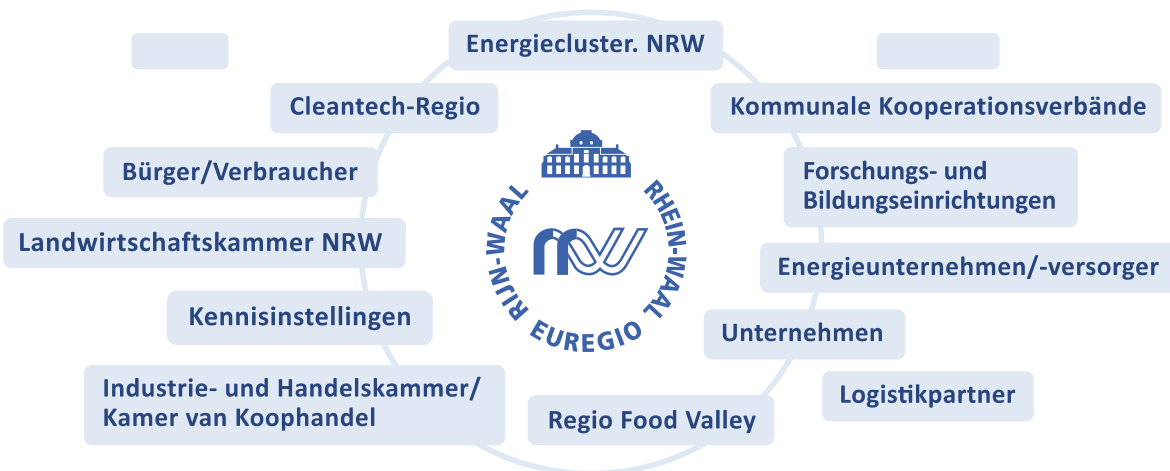 Energiecluster. NRW
Cleantech-Regio
Kommunale Kooperationsverbände
Bürger/Verbraucher
Forschungs- und
Bildungseinrichtungen
Landwirtschaftskammer NRW
Energieunternehmen/-versorger
RIJN-WAAL
RHEIN-WAAL
EUREGIO
Kennisinstellingen
Unternehmen
Industrie- und Handelskammer/
Kamer van Koophandel
Logistikpartner
Regio Food Valley